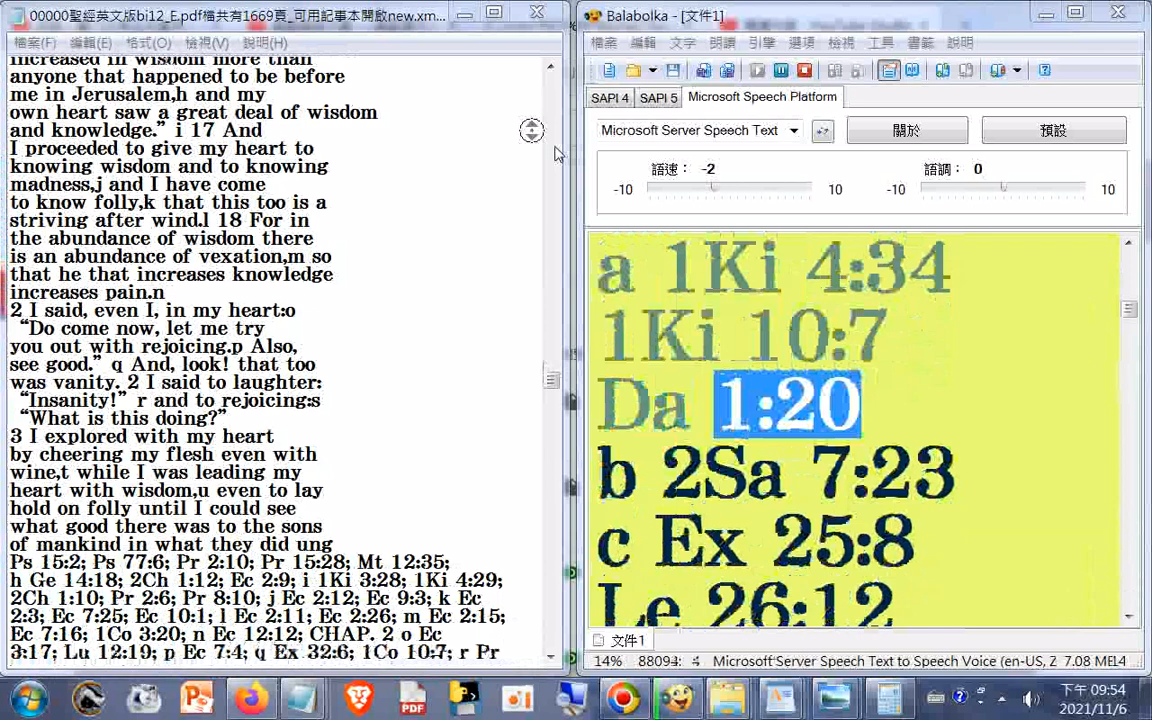 00000聖經英文版bi12_E.pdf檔共有1669頁_可用記事本開啟new.xm...
檔案(F) 編輯(E) 格式(O) 檢視(V) 說明(H)
increased in wisdom more than
anyone that happened to be before
me in Jerusalem,h and my
own heart saw a great deal of wisdom
and knowledge.” i 17 And
I proceeded to give my heart to
knowing wisdom and to knowing
madness,j and I have come
to know folly,k that this too is a
striving after wind.l 18 For in
the abundance of wisdom there
is an abundance of vexation,m so
that he that increases knowledge
increases pain.n
2 I said, even I, in my heart:o
“Do come now, let me try
you out with rejoicing.p Also,
see good.” q And, look! that too
was vanity. 2 I said to laughter:
“Insanity!” r and to rejoicing:s
“What is this doing?”
3 I explored with my heart
by cheering my flesh even with
wine,t while I was leading my
heart with wisdom,u even to lay
hold on folly until I could see
what good there was to the sons
of mankind in what they did ung
Ps 15:2; Ps 77:6; Pr 2:10; Pr 15:28; Mt 12:35;
h Ge 14:18; 2Ch 1:12; Ec 2:9; i 1Ki 3:28; 1Ki 4:29;
2Ch 1:10; Pr 2:6; Pr 8:10; j Ec 2:12; Ec 9:3; k Ec
2:3; Ec 7:25; Ec 10:1; l Ec 2:11; Ec 2:26; m Ec 2:15;
Ec 7:16; 1Co 3:20; n Ec 12:12; CHAP. 2 o Ec
3:17; Lu 12:19; p Ec 7:4; q Ex 32:6; 1Co 10:7; r Pr
Balabolka - [文件1]
檔案 編輯 文字 朗讀 引擎 選項 檢視 工具 書籤 說明
SAPI 4 SAPI 5 Microsoft Speech Platform
Microsoft Server Speech Text 關於 預設
語速： -2 語調： 0
-10 10 -10 10
a 1Ki 4:34
1Ki 10:7
Da 1:20
b 2Sa 7:23
c Ex 25:8
Le 26:12
文件1
14% Microsoft Server Speech Text to Speech Voice (en-US, Z 7.08 MB
下午 09:54
2021/11/6